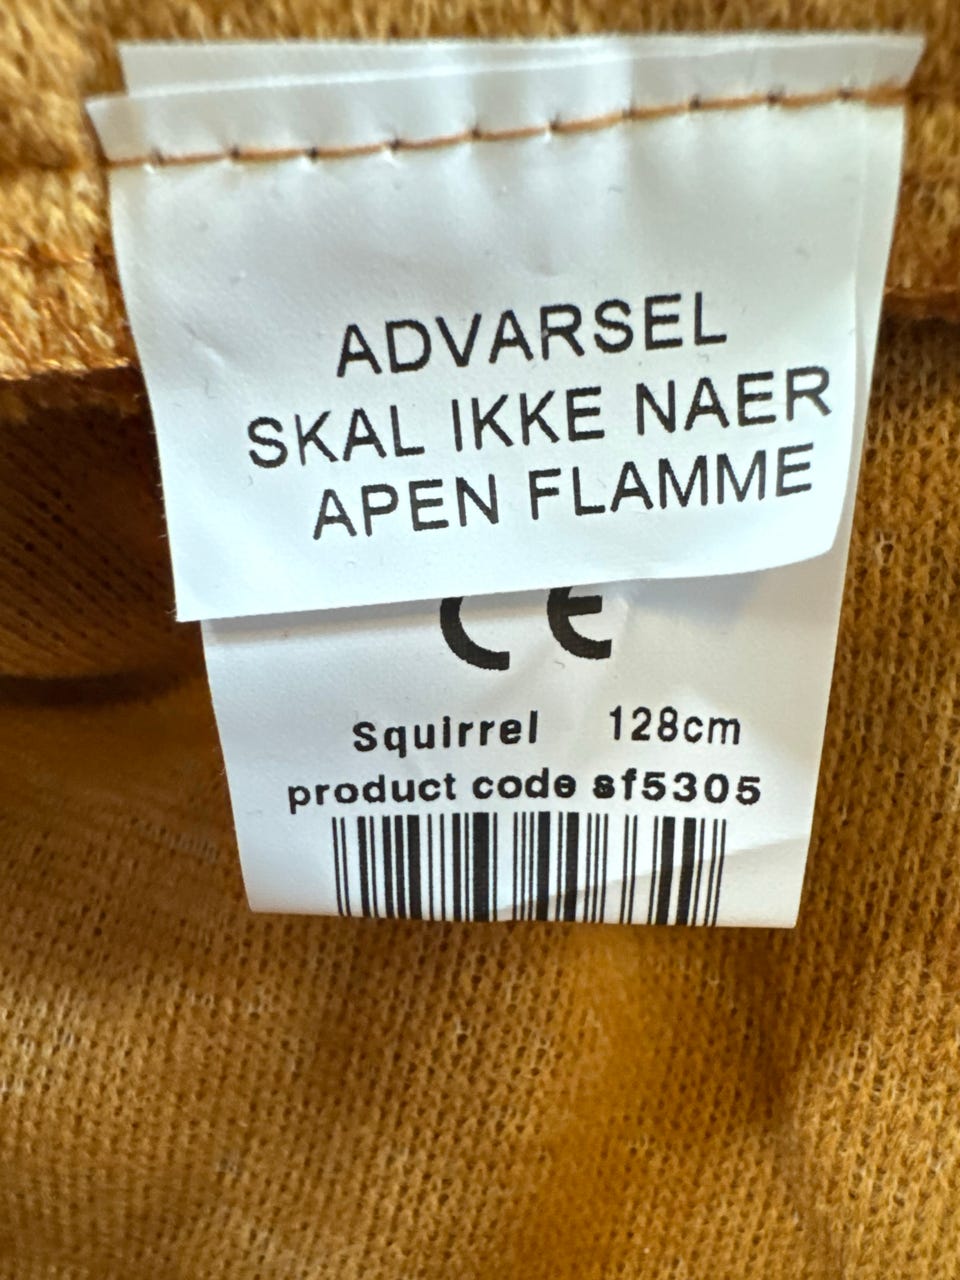 ADVARSEL
SKAL IKKE NAER
APEN FLAMME
CE
Squirrel 128cm
product code sf5305